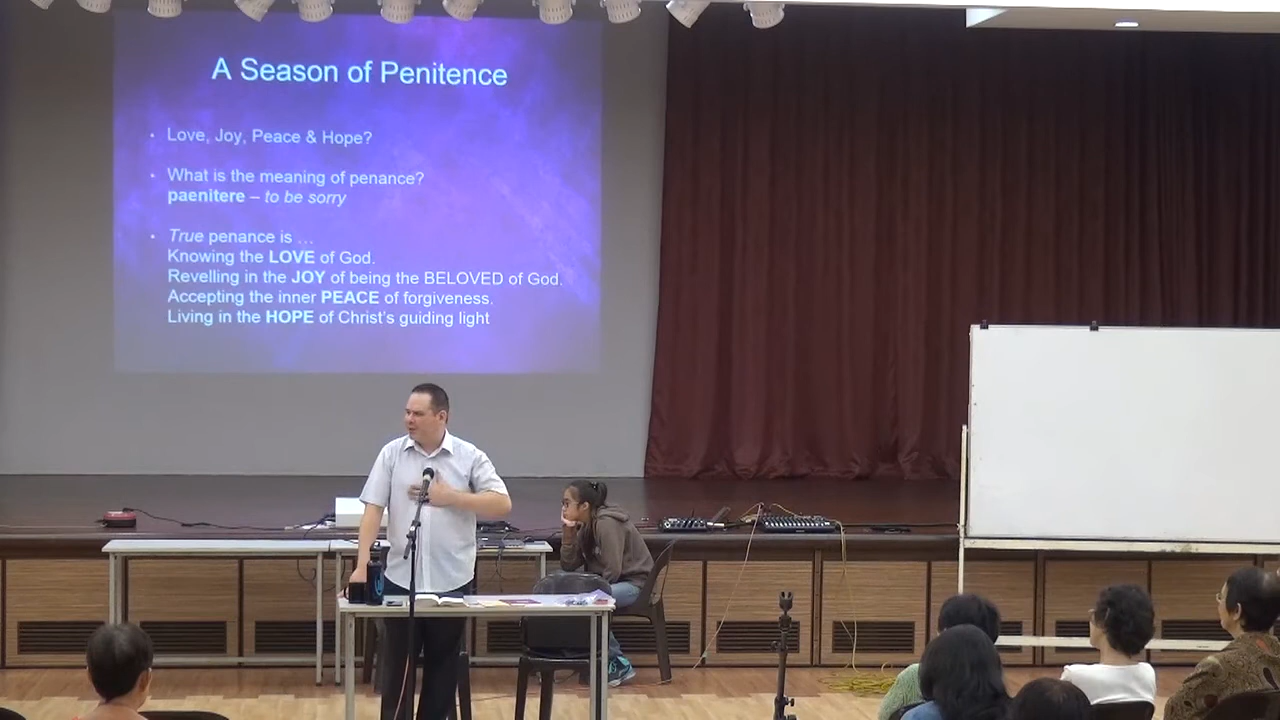 A Season of Penitence
• Love, Joy, Peace & Hope?
• What is the meaning of penance?
paenitere – to be sorry
• True penance is ...
Knowing the LOVE of God.
Revelling in the JOY of being the BELOVED of God.
Accepting the inner PEACE of forgiveness.
Living in the HOPE of Christ's guiding light